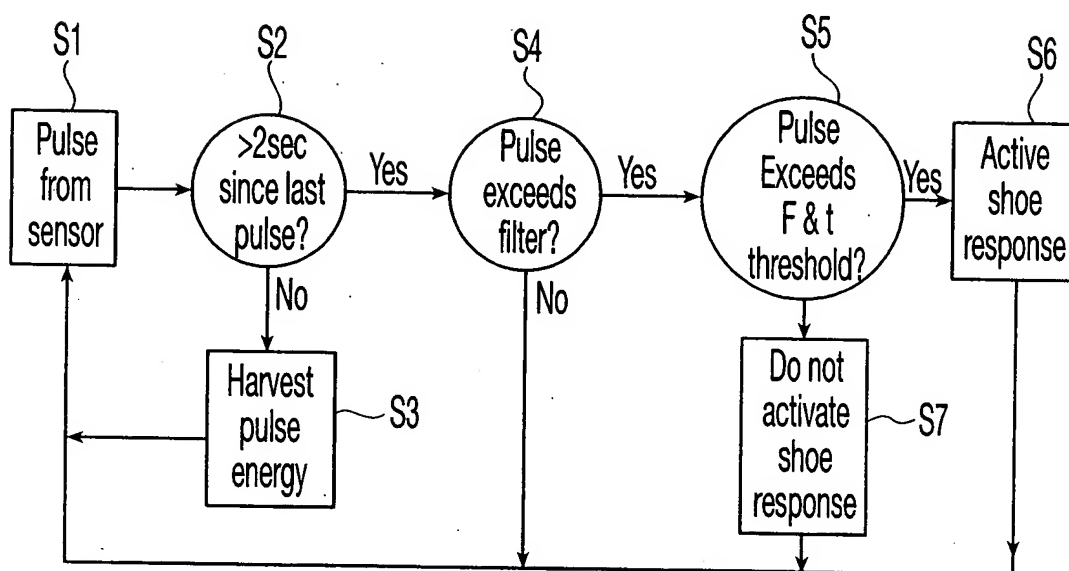 S1
S2
S4
S5
S6
Pulse
from
sensor
>2sec
since last
pulse?
Yes
Pulse
exceeds
filter?
Yes
Pulse
Exceeds
F & t
threshold?
Yes
Active
shoe
response
No
No
Harvest
pulse
energy
S3
Do not
activate
shoe
response
S7